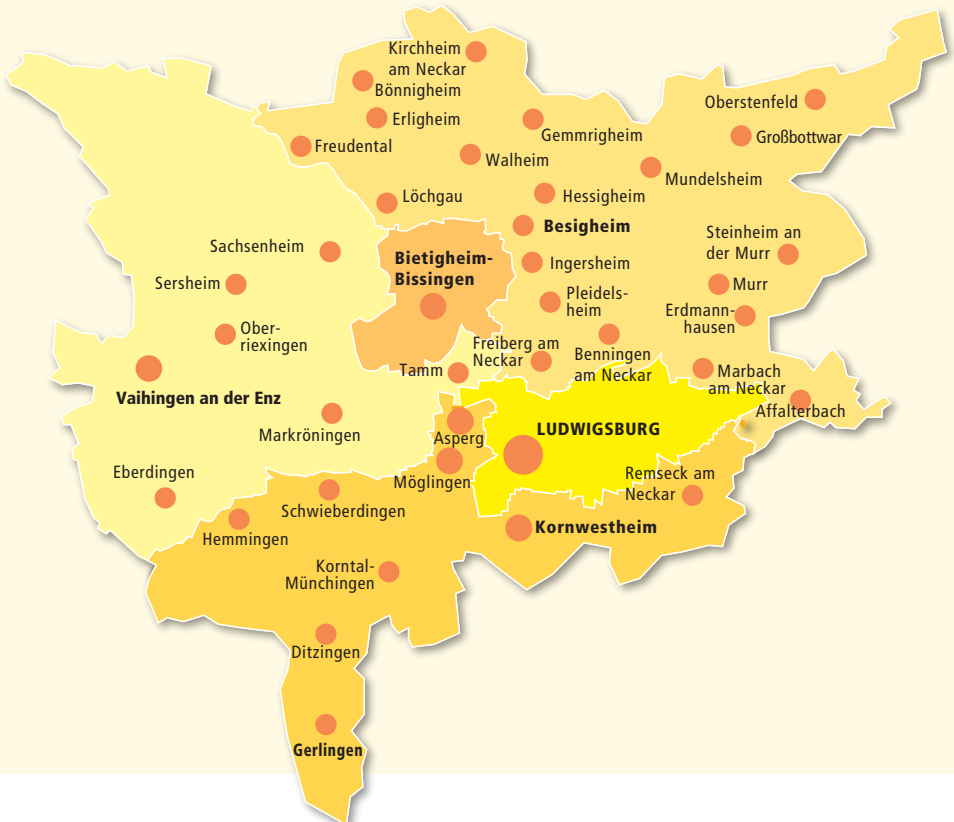 Kirchheim
am Neckar
Bönnigheim
Erligheim
Freudental
Gemmrigheim
Walheim
Oberstenfeld
Großbottwar
Mundelsheim
Löchgau
Hessigheim
Besigheim
Steinheim an
der Murr
Sachsenheim
Bietigheim-
Bissingen
Ingersheim
Sersheim
Pleidels-
heim
Murr
Erdmann-
hausen
Ober-
riexingen
Freiberg am
Neckar
Benningen
am Neckar
Tamm
Marbach
am Neckar
Vaihingen an der Enz
Affalterbach
Markröningen
Asperg
LUDWIGSBURG
Eberdingen
Möglingen
Remseck am
Neckar
Schwieberdingen
Hemmingen
Kornwestheim
Korntal-
Münchingen
Ditzingen
Gerlingen